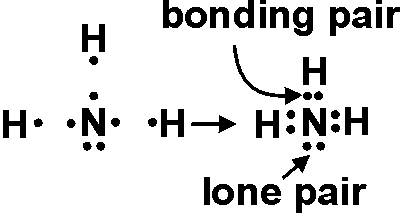 bonding pair
H H
H· ·N· ·H → H:N:H
lone pair